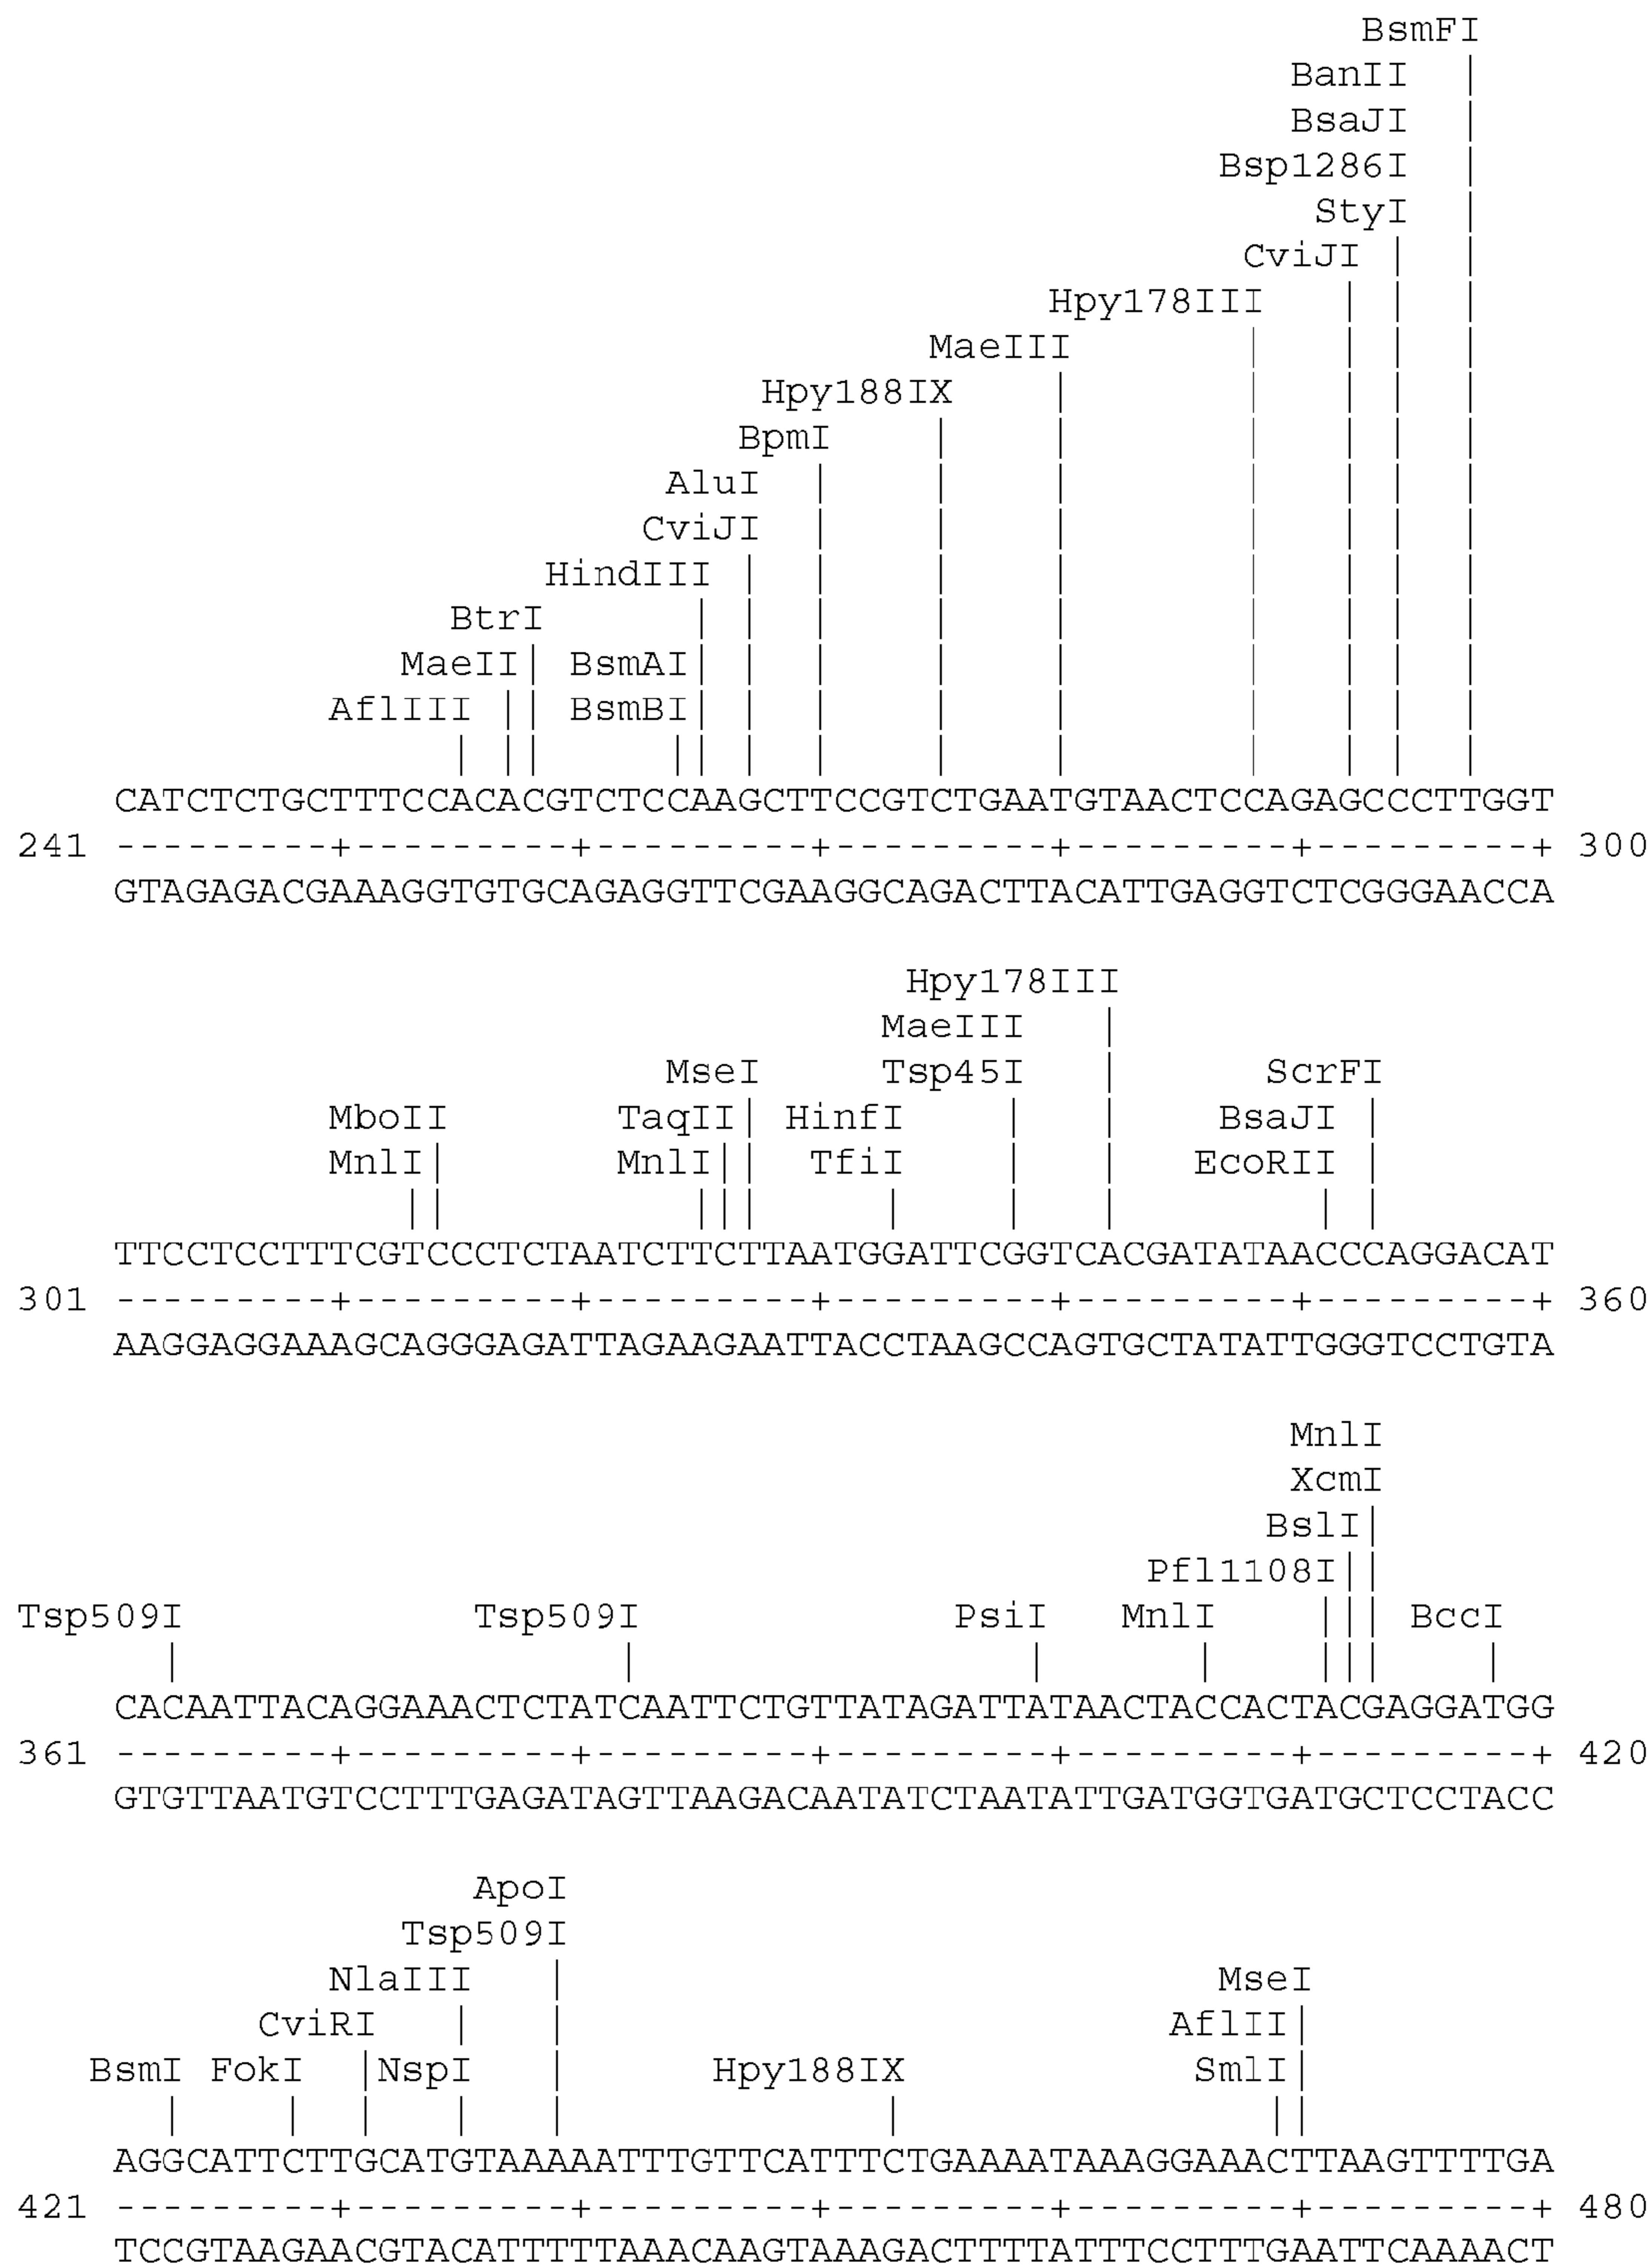 BsmFI
BanII |
BsaJI |
Bsp1286I |
StyI |
CviJI | |
Hpy178III | | |
MaeIII | | | |
Hpy188IX | | | | |
BpmI | | | | | |
AluI | | | | | | |
CviJI | | | | | | |
HindIII | | | | | | | |
BtrI | | | | | | | | |
MaeII| BsmAI| | | | | | | |
AflIII || BsmBI| | | | | | | |
| || || | | | | | | |
CATCTCTGCTTTCCACACGTCTCCAAGCTTCCGTCTGAATGTAACTCCAGAGCCCTTGGT
241 ---------+---------+---------+---------+---------+---------+ 300
GTAGAGACGAAAGGTGTGCAGAGGTTCGAAGGCAGACTTACATTGAGGTCTCGGGAACCA
Hpy178III
MaeIII |
MseI Tsp45I | ScrFI
MboII TaqII| HinfI | | BsaJI |
MnlI| MnlI|| TfiI | | EcoRII |
|| ||| | | | | |
TTCCTCCTTTCGTCCCTCTAATCTTCTTAATGGATTCGGTCACGATATAACCCAGGACAT
301 ---------+---------+---------+---------+---------+---------+ 360
AAGGAGGAAAGCAGGGAGATTAGAAGAATTACCTAAGCCAGTGCTATATTGGGTCCTGTA
MnlI
XcmI
BslI|
Pfl1108I||
Tsp509I Tsp509I PsiI MnlI ||| BccI
| | | | ||| |
CACAATTACAGGAAACTCTATCAATTCTGTTATAGATTATAACTACCACTACGAGGATGG
361 ---------+---------+---------+---------+---------+---------+ 420
GTGTTAATGTCCTTTGAGATAGTTAAGACAATATCTAATATTGATGGTGATGCTCCTACC
ApoI
Tsp509I
NlaIII | MseI
CviRI | | AflII|
BsmI FokI |NspI | Hpy188IX SmlI|
| | | | | | ||
AGGCATTCTTGCATGTAAAAATTTGTTCATTTCTGAAAATAAAGGAAACTTAAGTTTTGA
421 ---------+---------+---------+---------+---------+---------+ 480
TCCGTAAGAACGTACATTTTTAAACAAGTAAAGACTTTTATTTCCTTTGAATTCAAAACT